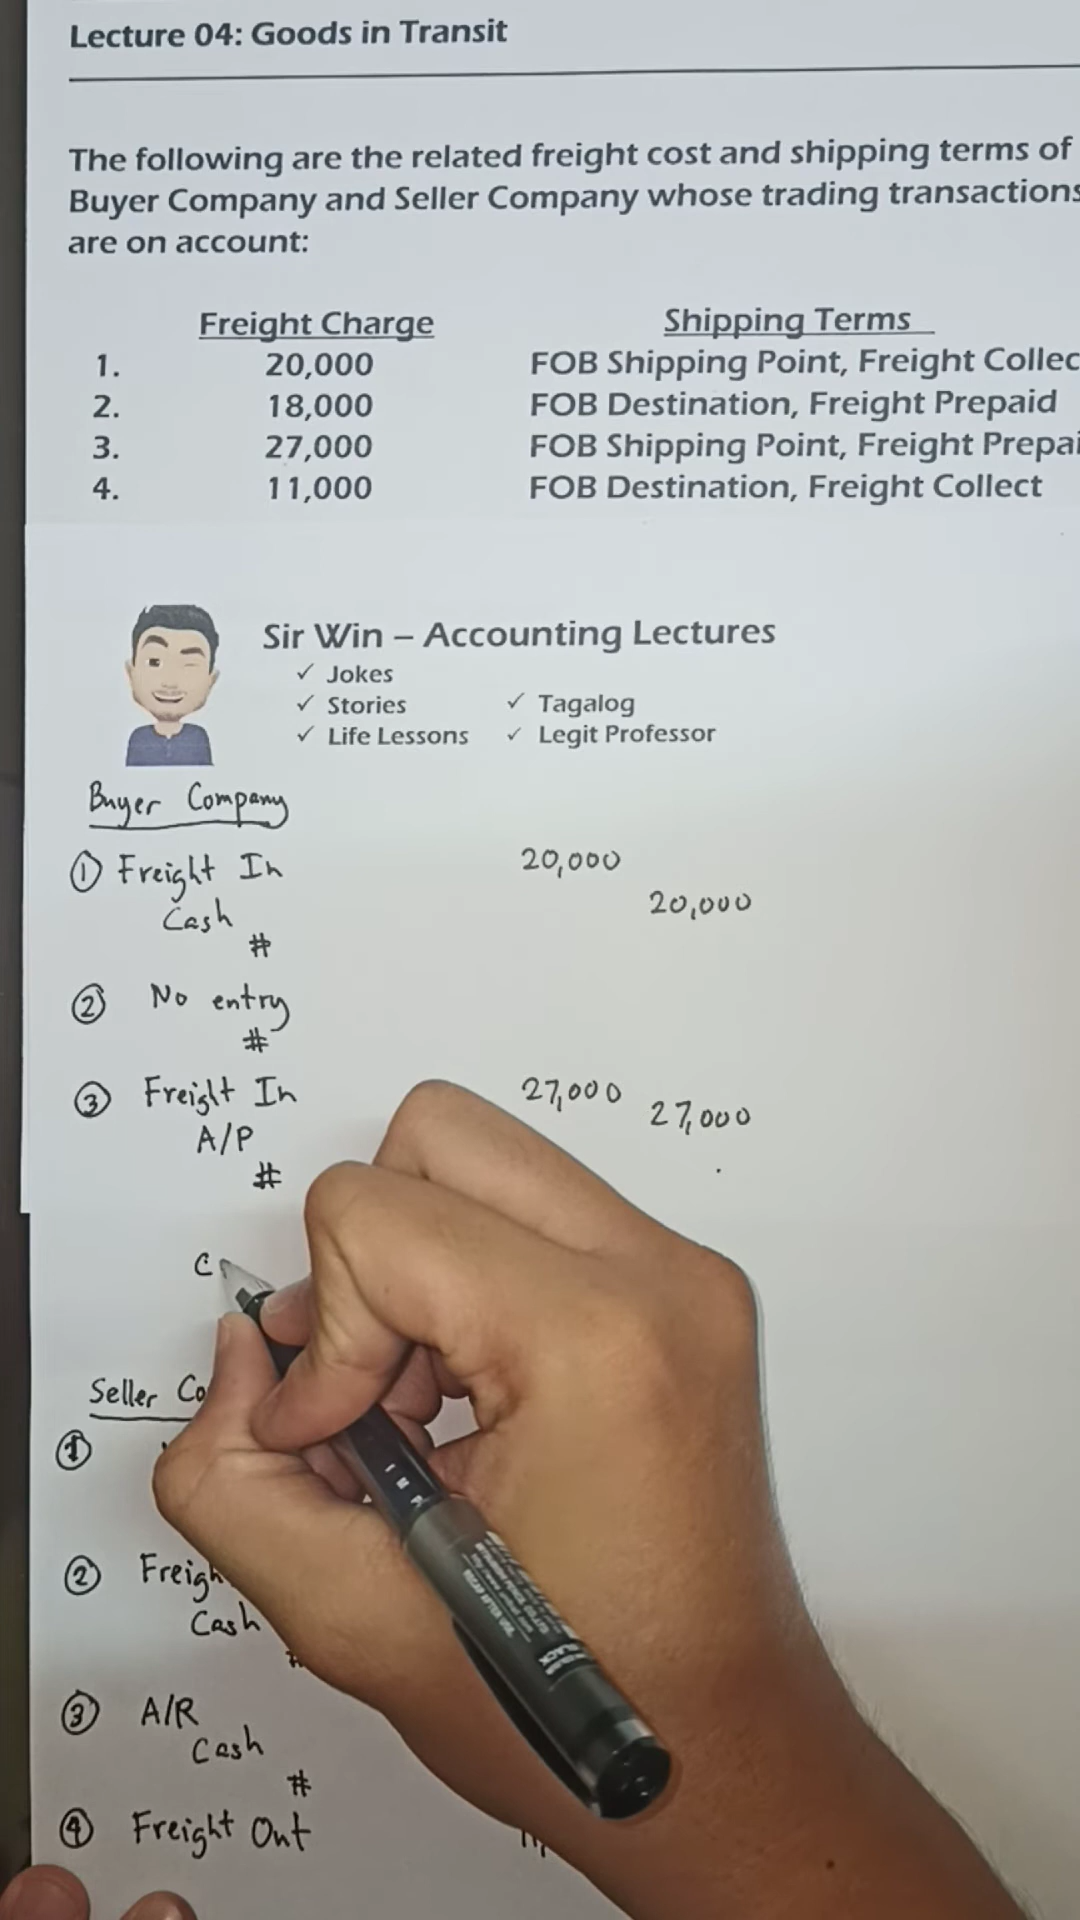 Lecture 04: Goods in Transit
The following are the related freight cost and shipping terms of
Buyer Company and Seller Company whose trading transactions
are on account:
Freight Charge Shipping Terms
1. 20,000 FOB Shipping Point, Freight Collec
2. 18,000 FOB Destination, Freight Prepaid
3. 27,000 FOB Shipping Point, Freight Prepai
4. 11,000 FOB Destination, Freight Collect
Sir Win – Accounting Lectures
✓ Jokes
✓ Stories ✓ Tagalog
✓ Life Lessons ✓ Legit Professor
Buyer Company
① Freight In 20,000
Cash 20,000
#
② No entry
#
③ Freight In 27,000
A/P 27,000
#
C
Seller Co
①
② Freigh
Cash
#
③ A/R
Cash
#
④ Freight Out